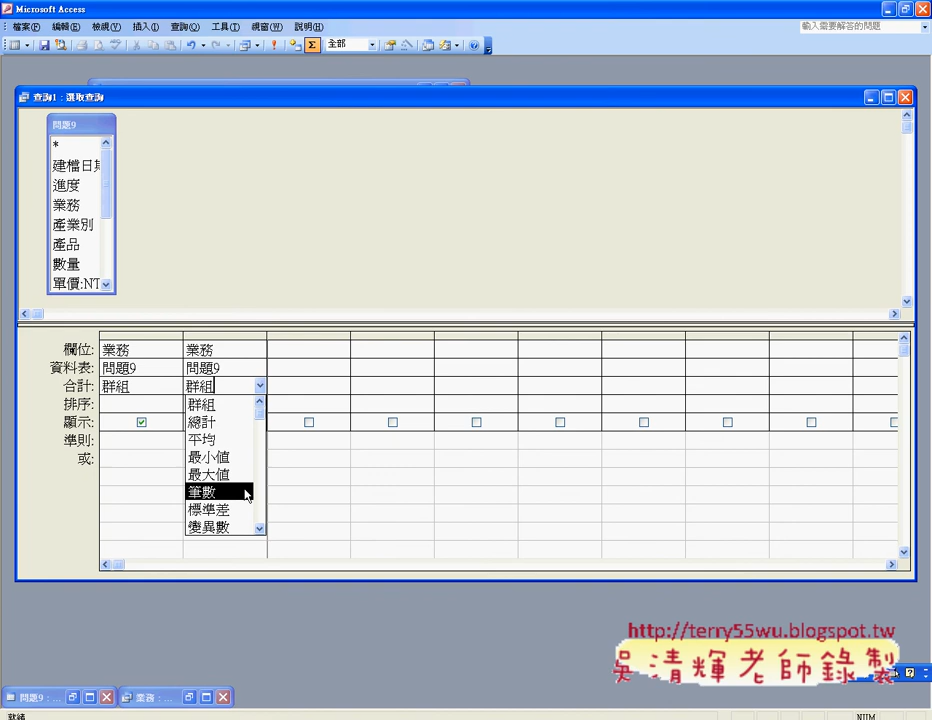 Microsoft Access
檔案(F) 編輯(E) 檢視(V) 插入(I) 查詢(Q) 工具(T) 視窗(W) 說明(H) 輸入需要解答的問題
全部
查詢1 : 選取查詢
問題9
*
建檔日期
進度
業務
產業別
產品
數量
單價:NT
欄位: 業務 業務
資料表: 問題9 問題9
合計: 群組 群組
排序: 群組
顯示: 總計
準則: 平均
或: 最小值
最大值
筆數
標準差
變異數
http://terry55wu.blogspot.tw
吳清輝老師錄製
問題9 : ... 業務 : ...
就緒 NUM